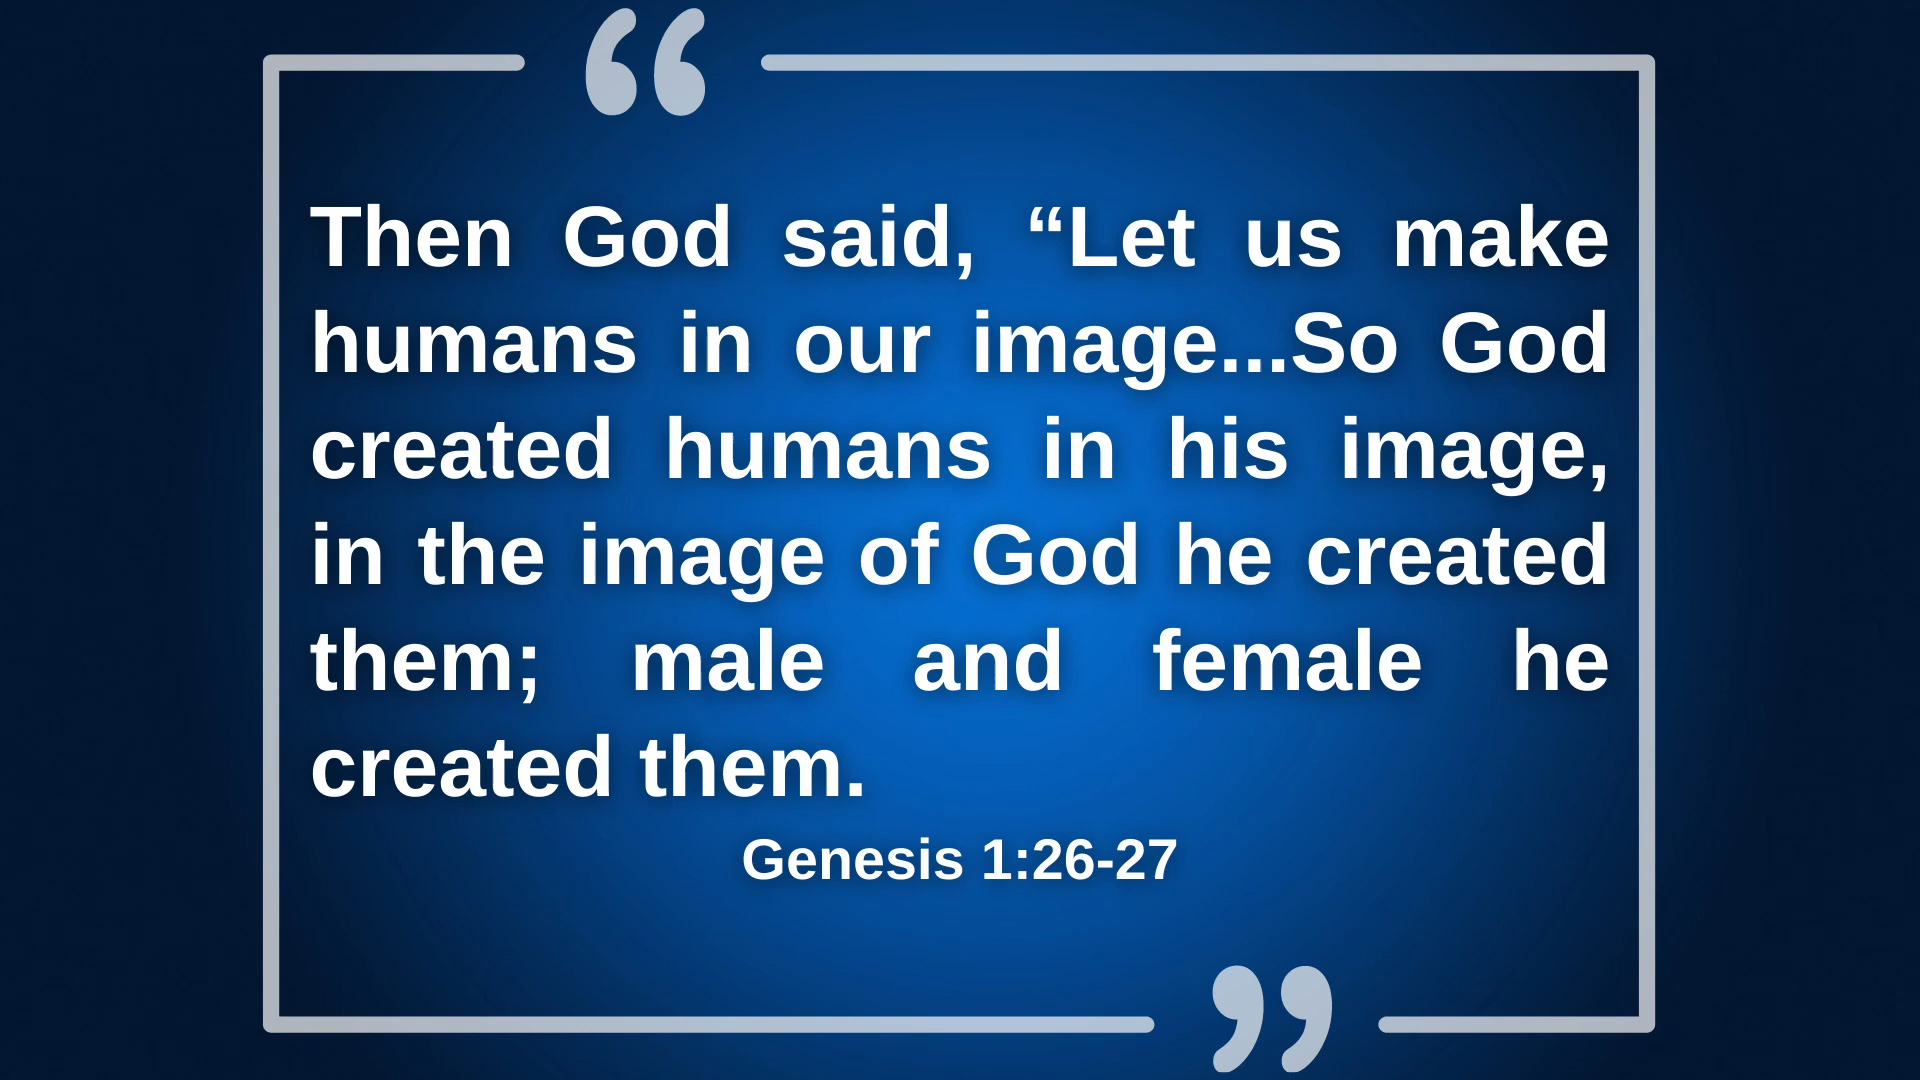 Then God said, “Let us make
humans in our image...So God
created humans in his image,
in the image of God he created
them; male and female he
created them.
Genesis 1:26-27